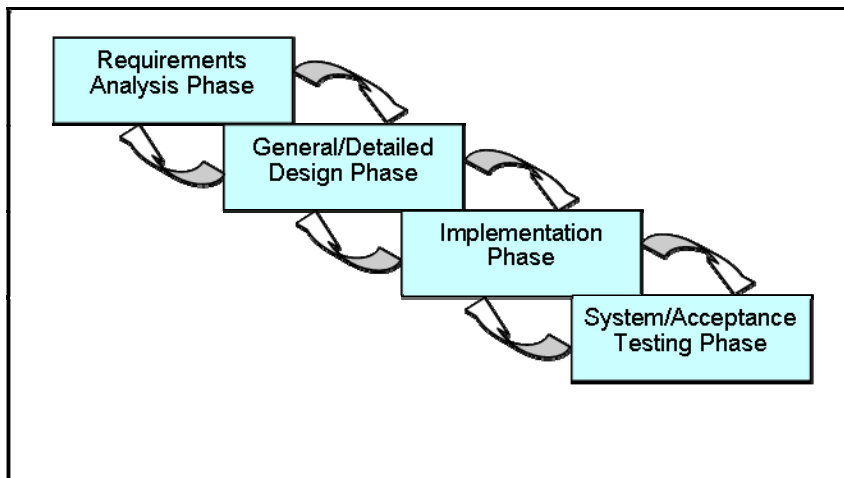 Requirements
Analysis Phase
General/Detailed
Design Phase
Implementation
Phase
System/Acceptance
Testing Phase